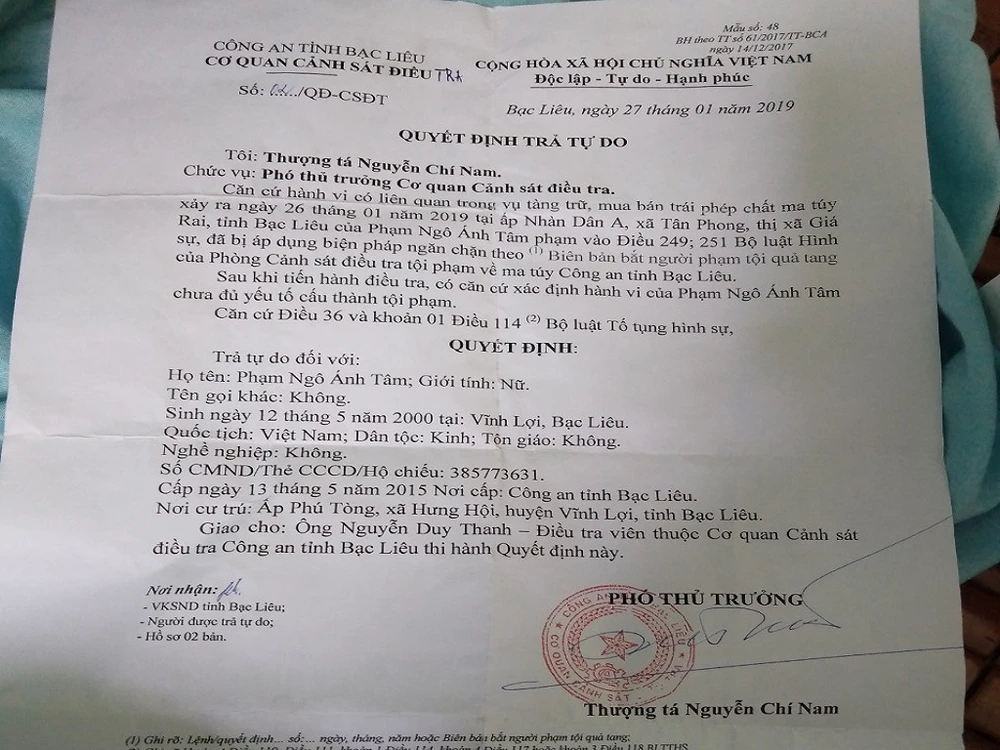 Mẫu số: 48
BH theo TT số 61/2017/TT-BCA
ngày 14/12/2017
CÔNG AN TỈNH BẠC LIÊU
CƠ QUAN CẢNH SÁT ĐIỀU TRA
CỘNG HÒA XÃ HỘI CHỦ NGHĨA VIỆT NAM
Độc lập - Tự do - Hạnh phúc
Số: /QĐ-CSĐT
Bạc Liêu, ngày 27 tháng 01 năm 2019
QUYẾT ĐỊNH TRẢ TỰ DO
Tôi: Thượng tá Nguyễn Chí Nam.
Chức vụ: Phó thủ trưởng Cơ quan Cảnh sát điều tra.
Căn cứ hành vi có liên quan trong vụ tàng trữ, mua bán trái phép chất ma túy
xảy ra ngày 26 tháng 01 năm 2019 tại ấp Nhàn Dân A, xã Tân Phong, thị xã Giá
Rai, tỉnh Bạc Liêu của Phạm Ngô Ánh Tâm phạm vào Điều 249; 251 Bộ luật Hình
sự, đã bị áp dụng biện pháp ngăn chặn theo (1) Biên bản bắt người phạm tội quả tang
của Phòng Cảnh sát điều tra tội phạm về ma túy Công an tỉnh Bạc Liêu.
Sau khi tiến hành điều tra, có căn cứ xác định hành vi của Phạm Ngô Ánh Tâm
chưa đủ yếu tố cấu thành tội phạm.
Căn cứ Điều 36 và khoản 01 Điều 114 (2) Bộ luật Tố tụng hình sự,
QUYẾT ĐỊNH:
Trả tự do đối với:
Họ tên: Phạm Ngô Ánh Tâm; Giới tính: Nữ.
Tên gọi khác: Không.
Sinh ngày 12 tháng 5 năm 2000 tại: Vĩnh Lợi, Bạc Liêu.
Quốc tịch: Việt Nam; Dân tộc: Kinh; Tôn giáo: Không.
Nghề nghiệp: Không.
Số CMND/Thẻ CCCD/Hộ chiếu: 385773631.
Cấp ngày 13 tháng 5 năm 2015 Nơi cấp: Công an tỉnh Bạc Liêu.
Nơi cư trú: Ấp Phú Tòng, xã Hưng Hội, huyện Vĩnh Lợi, tỉnh Bạc Liêu.
Giao cho: Ông Nguyễn Duy Thanh – Điều tra viên thuộc Cơ quan Cảnh sát
điều tra Công an tỉnh Bạc Liêu thi hành Quyết định này.
Nơi nhận:
- VKSND tỉnh Bạc Liêu;
- Người được trả tự do;
- Hồ sơ 02 bản.
PHÓ THỦ TRƯỞNG
CÔNG AN BẠC LIÊU
CƠ QUAN CẢNH SÁT
Thượng tá Nguyễn Chí Nam
(1) Ghi rõ: Lệnh/quyết định... số:... ngày, tháng, năm hoặc Biên bản bắt người phạm tội quả tang;